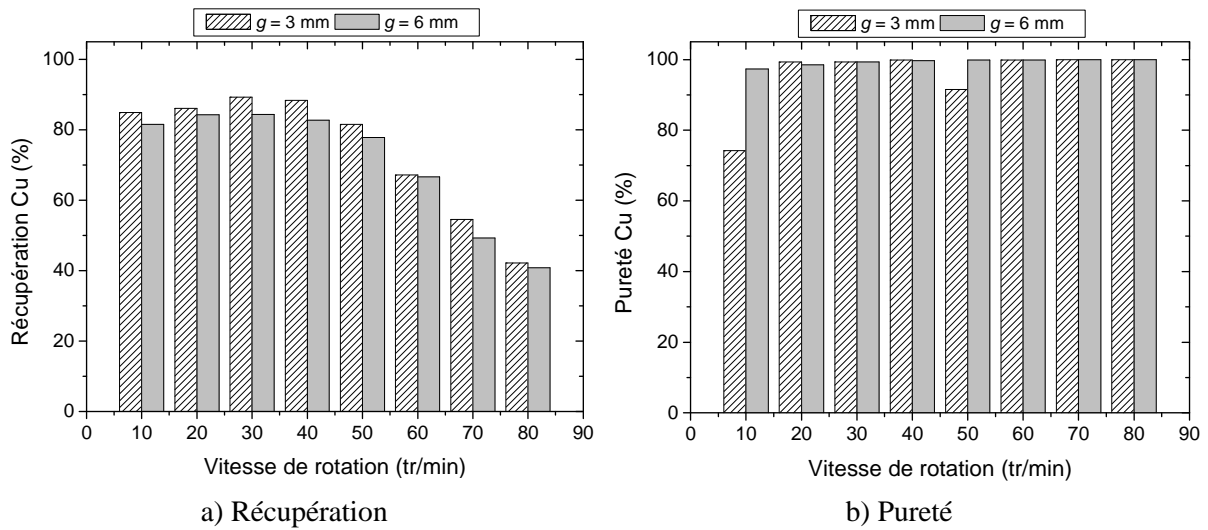 g = 3 mm g = 6 mm
100
80
60
40
20
0
Récupération Cu (%)
0 10 20 30 40 50 60 70 80 90
Vitesse de rotation (tr/min)
a) Récupération
g = 3 mm g = 6 mm
100
80
60
40
20
0
Pureté Cu (%)
0 10 20 30 40 50 60 70 80 90
Vitesse de rotation (tr/min)
b) Pureté